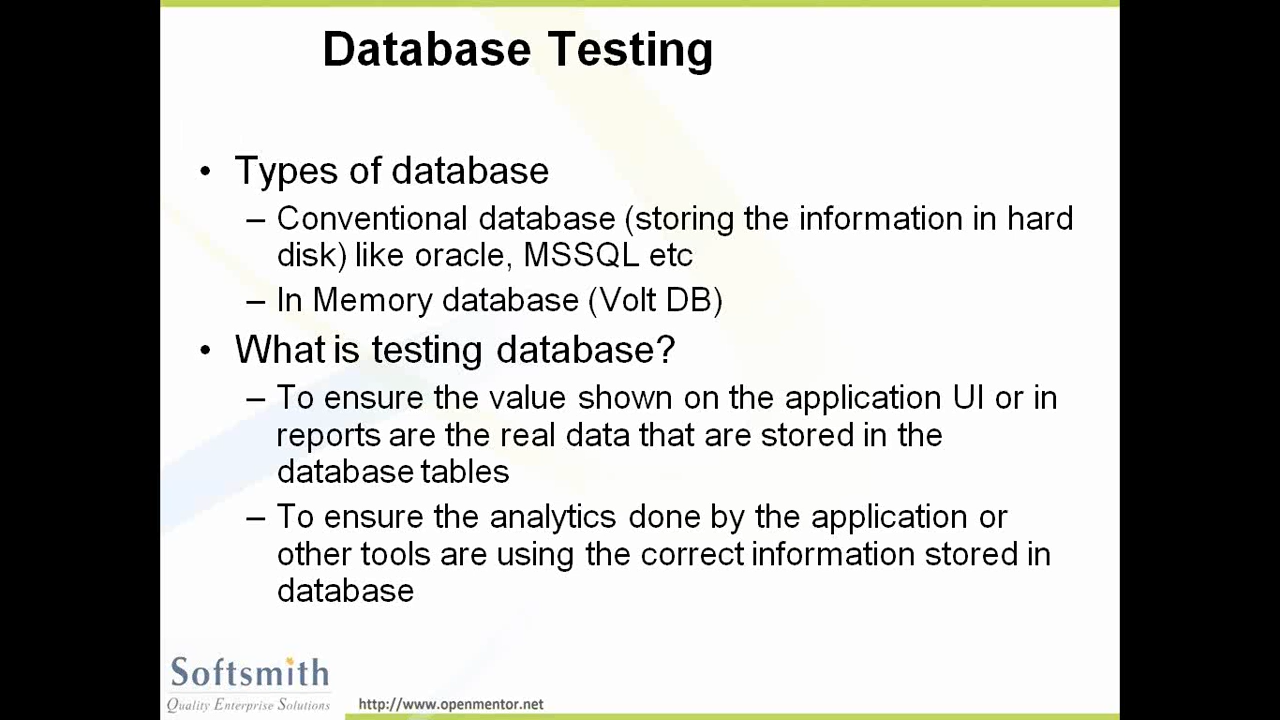 Database Testing
• Types of database
– Conventional database (storing the information in hard
disk) like oracle, MSSQL etc
– In Memory database (Volt DB)
• What is testing database?
– To ensure the value shown on the application UI or in
reports are the real data that are stored in the
database tables
– To ensure the analytics done by the application or
other tools are using the correct information stored in
database
Softsmith
Quality Enterprise Solutions
http://www.openmentor.net